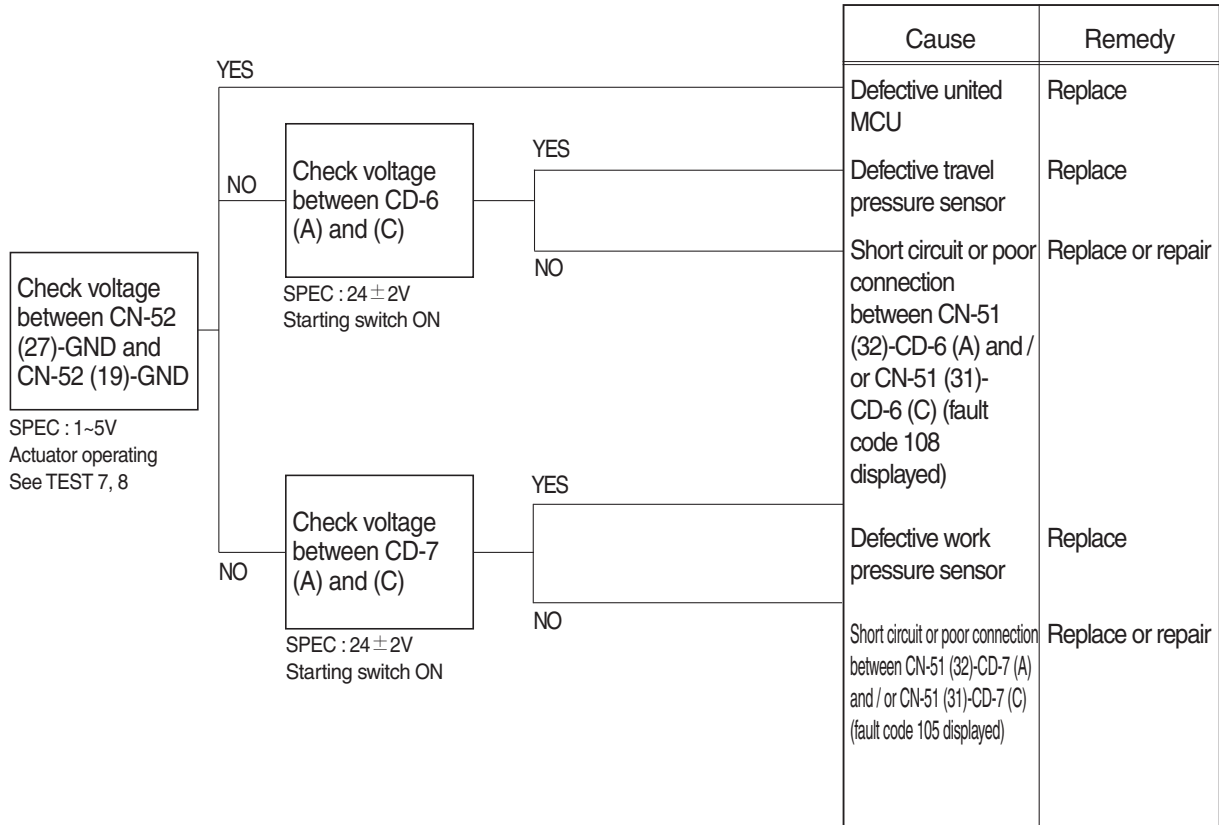 Cause
Remedy
YES
Defective united
MCU
Replace
NO
Check voltage
between CD-6
(A) and (C)
SPEC : 24±2V
Starting switch ON
YES
Defective travel
pressure sensor
Replace
NO
Short circuit or poor
connection
between CN-51
(32)-CD-6 (A) and /
or CN-51 (31)-
CD-6 (C) (fault
code 108
displayed)
Replace or repair
Check voltage
between CN-52
(27)-GND and
CN-52 (19)-GND
SPEC : 1~5V
Actuator operating
See TEST 7, 8
NO
Check voltage
between CD-7
(A) and (C)
SPEC : 24±2V
Starting switch ON
YES
Defective work
pressure sensor
Replace
NO
Short circuit or poor connection
between CN-51 (32)-CD-7 (A)
and / or CN-51 (31)-CD-7 (C)
(fault code 105 displayed)
Replace or repair